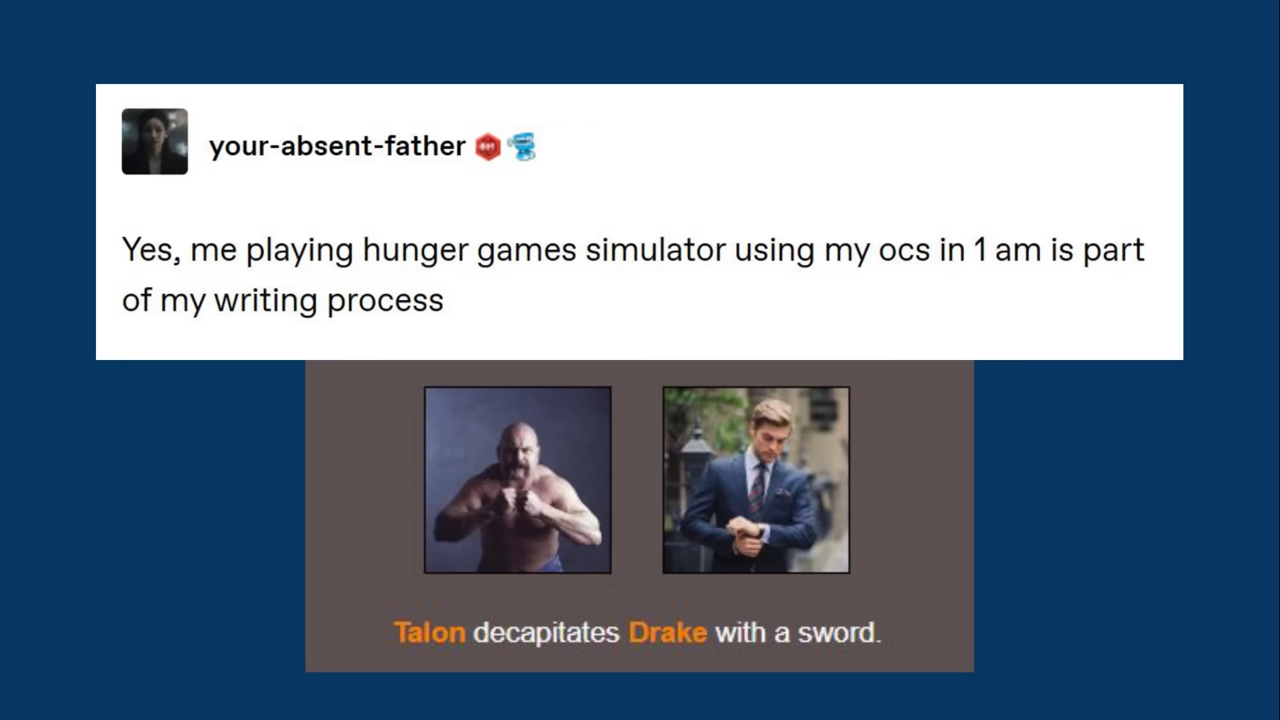 your-absent-father
Yes, me playing hunger games simulator using my ocs in 1 am is part
of my writing process
Talon decapitates Drake with a sword.